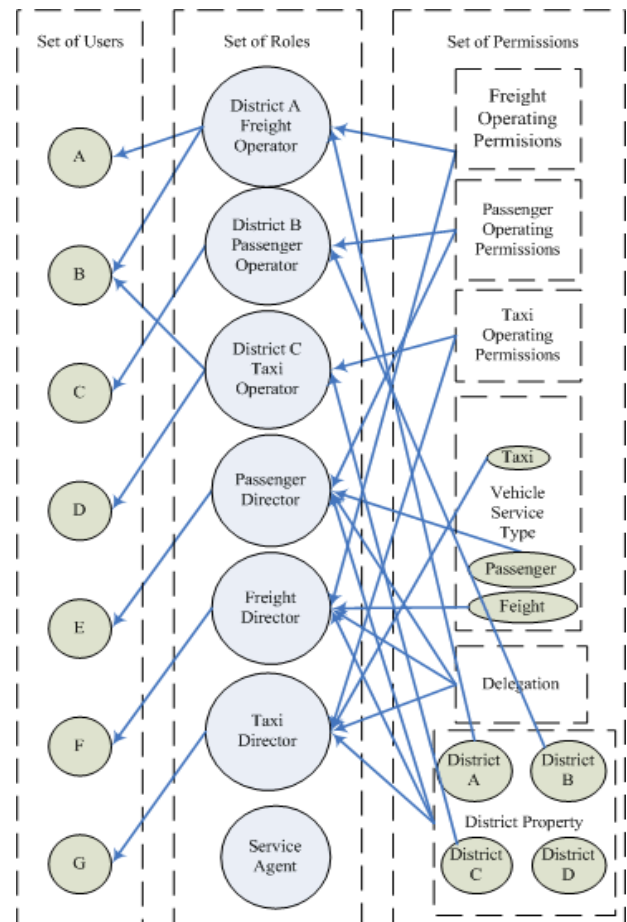 Set of Users
Set of Roles
Set of Permissions
A
B
C
D
E
F
G
District A
Freight
Operator
District B
Passenger
Operator
District C
Taxi
Operator
Passenger
Director
Freight
Director
Taxi
Director
Service
Agent
Freight
Operating
Permisions
Passenger
Operating
Permissions
Taxi
Operating
Permissions
Taxi
Vehicle
Service
Type
Passenger
Feight
Delegation
District
A
District
B
District Property
District
C
District
D